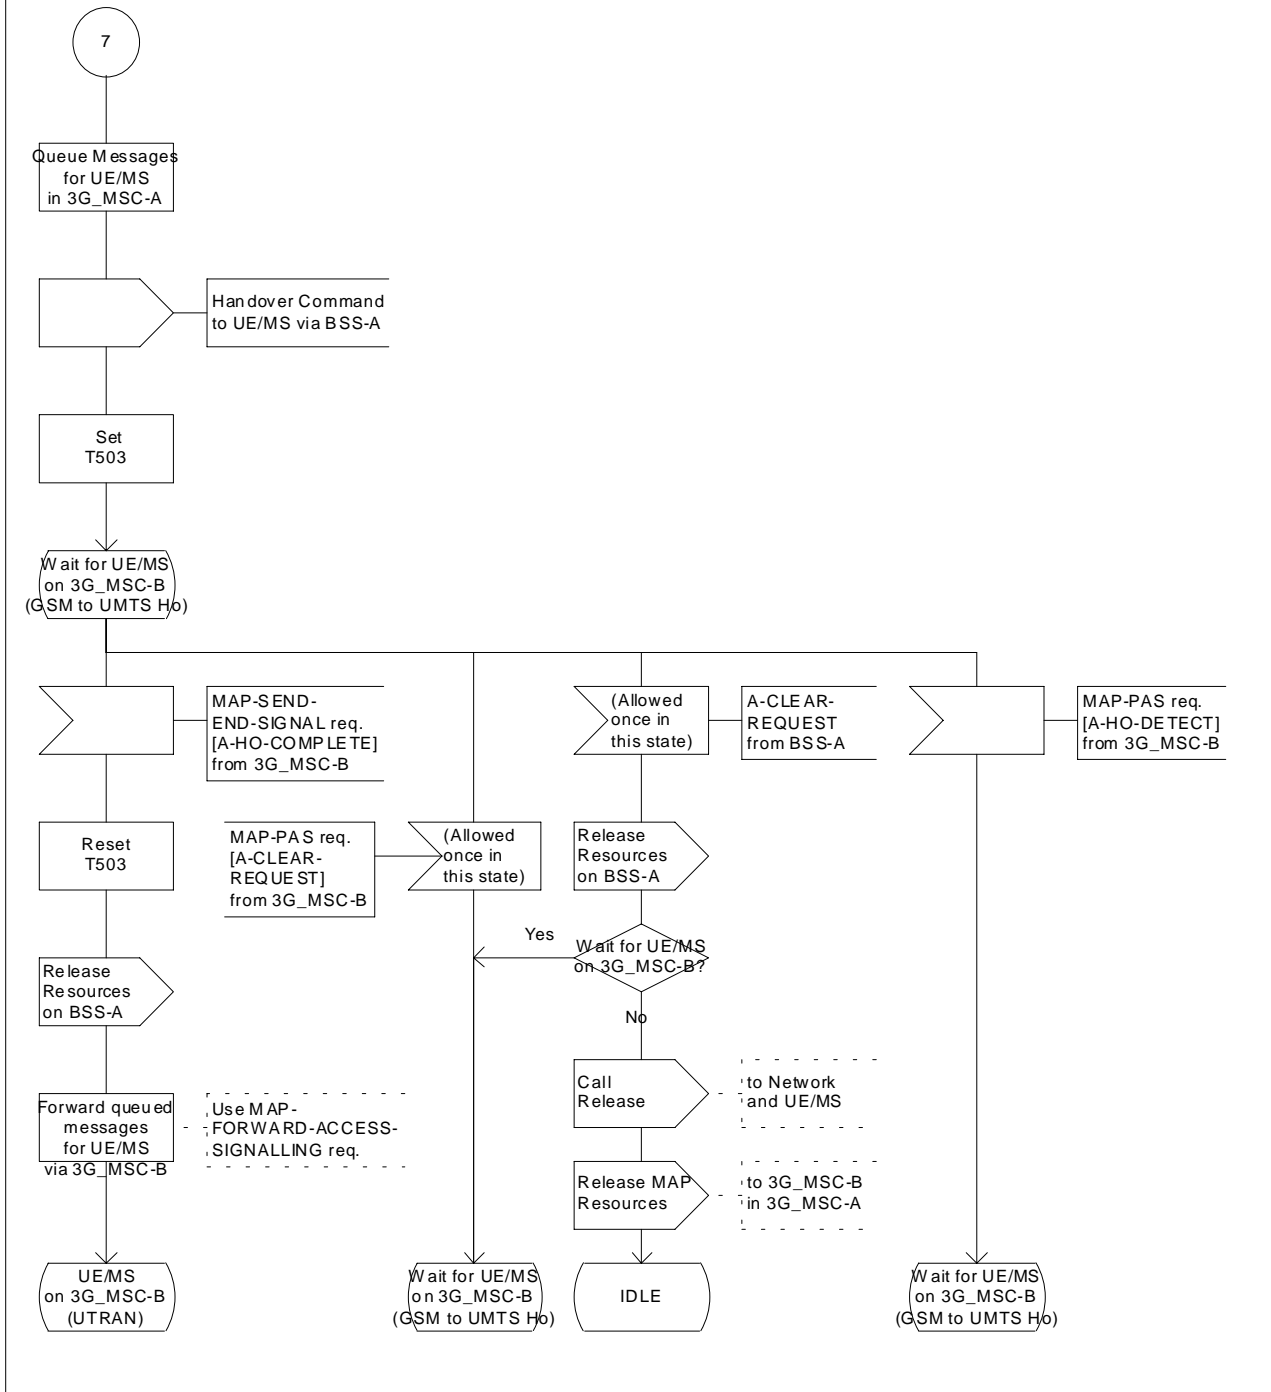 7
Queue Messages
for UE/MS
in 3G_MSC-A
Handover Command
to UE/MS via BSS-A
Set
T503
Wait for UE/MS
on 3G_MSC-B
(GSM to UMTS Ho)
MAP-SEND-
END-SIGNAL req.
[A-HO-COMPLETE]
from 3G_MSC-B
(Allowed
once in
this state)
A-CLEAR-
REQUEST
from BSS-A
MAP-PAS req.
[A-HO-DETECT]
from 3G_MSC-B
Reset
T503
MAP-PAS req.
[A-CLEAR-
REQUEST]
from 3G_MSC-B
(Allowed
once in
this state)
Release
Resources
on BSS-A
Yes
Wait for UE/MS
on 3G_MSC-B?
No
Release
Resources
on BSS-A
Call
Release
to Network
and UE/MS
Forward queued
messages
for UE/MS
via 3G_MSC-B
Use MAP-
FORWARD-ACCESS-
SIGNALLING req.
Release MAP
Resources
to 3G_MSC-B
in 3G_MSC-A
UE/MS
on 3G_MSC-B
(UTRAN)
Wait for UE/MS
on 3G_MSC-B
(GSM to UMTS Ho)
IDLE
Wait for UE/MS
on 3G_MSC-B
(GSM to UMTS Ho)